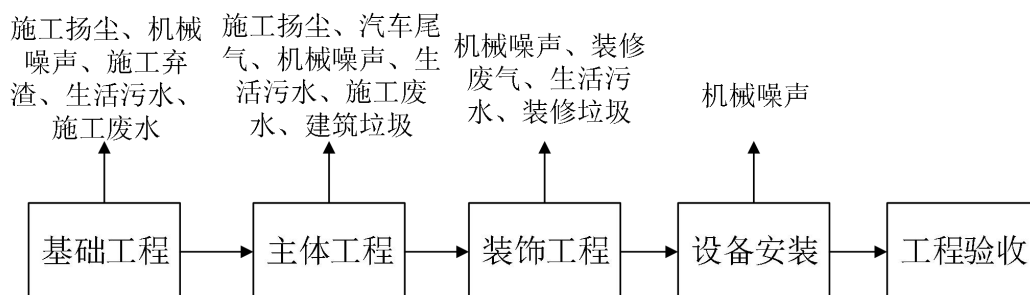 施工扬尘、机械
噪声、施工弃
渣、生活污水、
施工废水
施工扬尘、汽车尾
气、机械噪声、生
活污水、施工废
水、建筑垃圾
机械噪声、装修
废气、生活污
水、装修垃圾
机械噪声
基础工程
主体工程
装饰工程
设备安装
工程验收